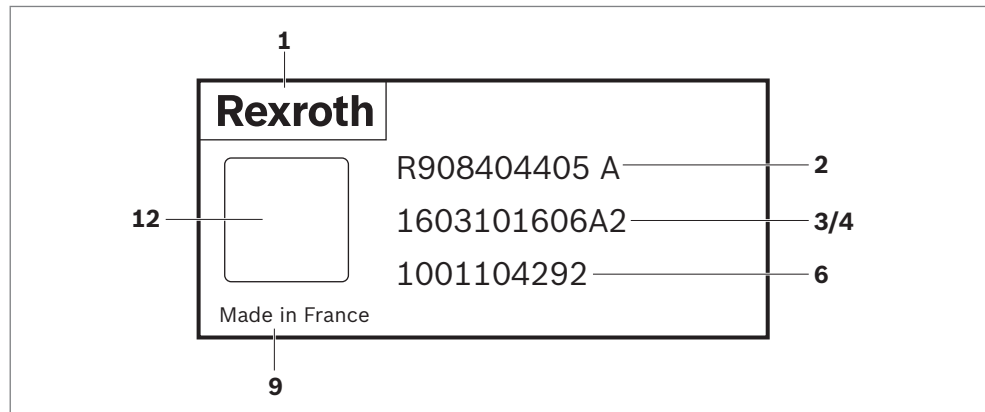 1
Rexroth
R908404405 A 2
12 1603101606A2 3/4
1001104292 6
Made in France
9